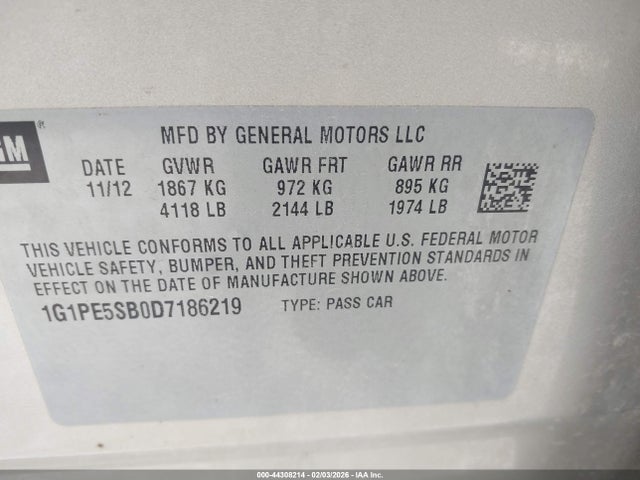 GM®
MFD BY GENERAL MOTORS LLC
DATE GVWR GAWR FRT GAWR RR
11/12 1867 KG 972 KG 895 KG
4118 LB 2144 LB 1974 LB
THIS VEHICLE CONFORMS TO ALL APPLICABLE U.S. FEDERAL MOTOR
VEHICLE SAFETY, BUMPER, AND THEFT PREVENTION STANDARDS IN
EFFECT ON THE DATE OF MANUFACTURE SHOWN ABOVE.
1G1PE5SB0D7186219 TYPE: PASS CAR
000-44308214 - 02/03/2026 - IAA Inc.